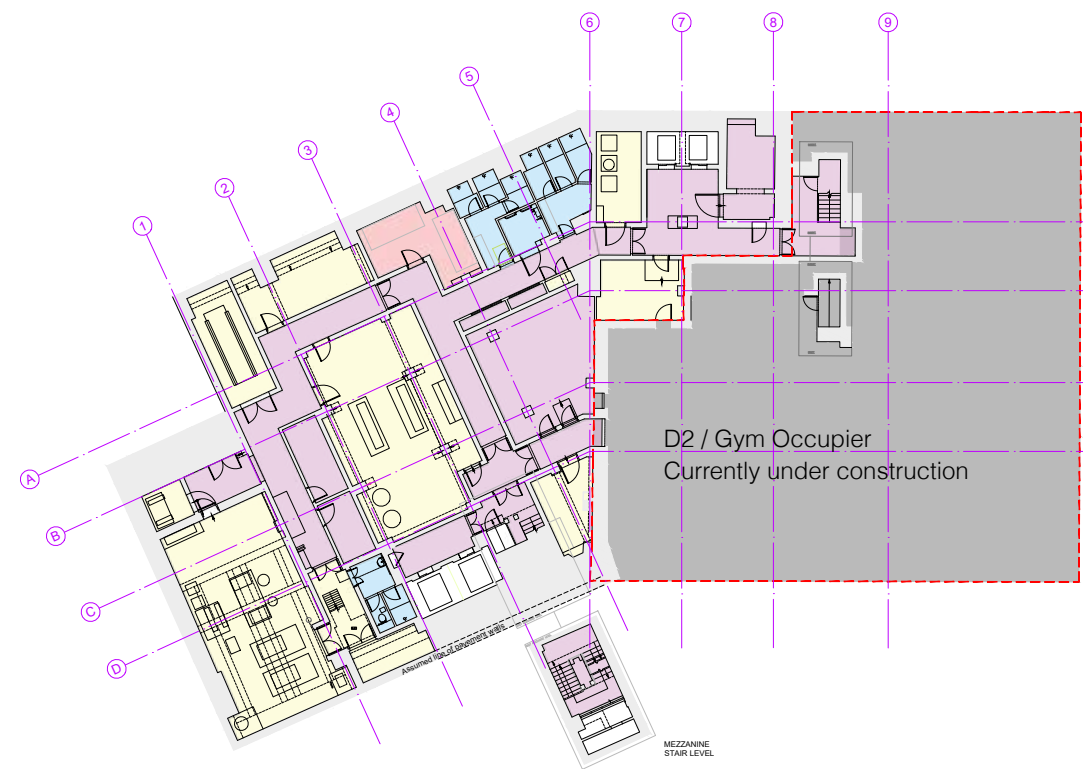 6
7
8
9
5
4
3
2
1
A
B
C
D
D2 / Gym Occupier
Currently under construction
Assumed line of pavement walls
MEZZANINE
STAIR LEVEL